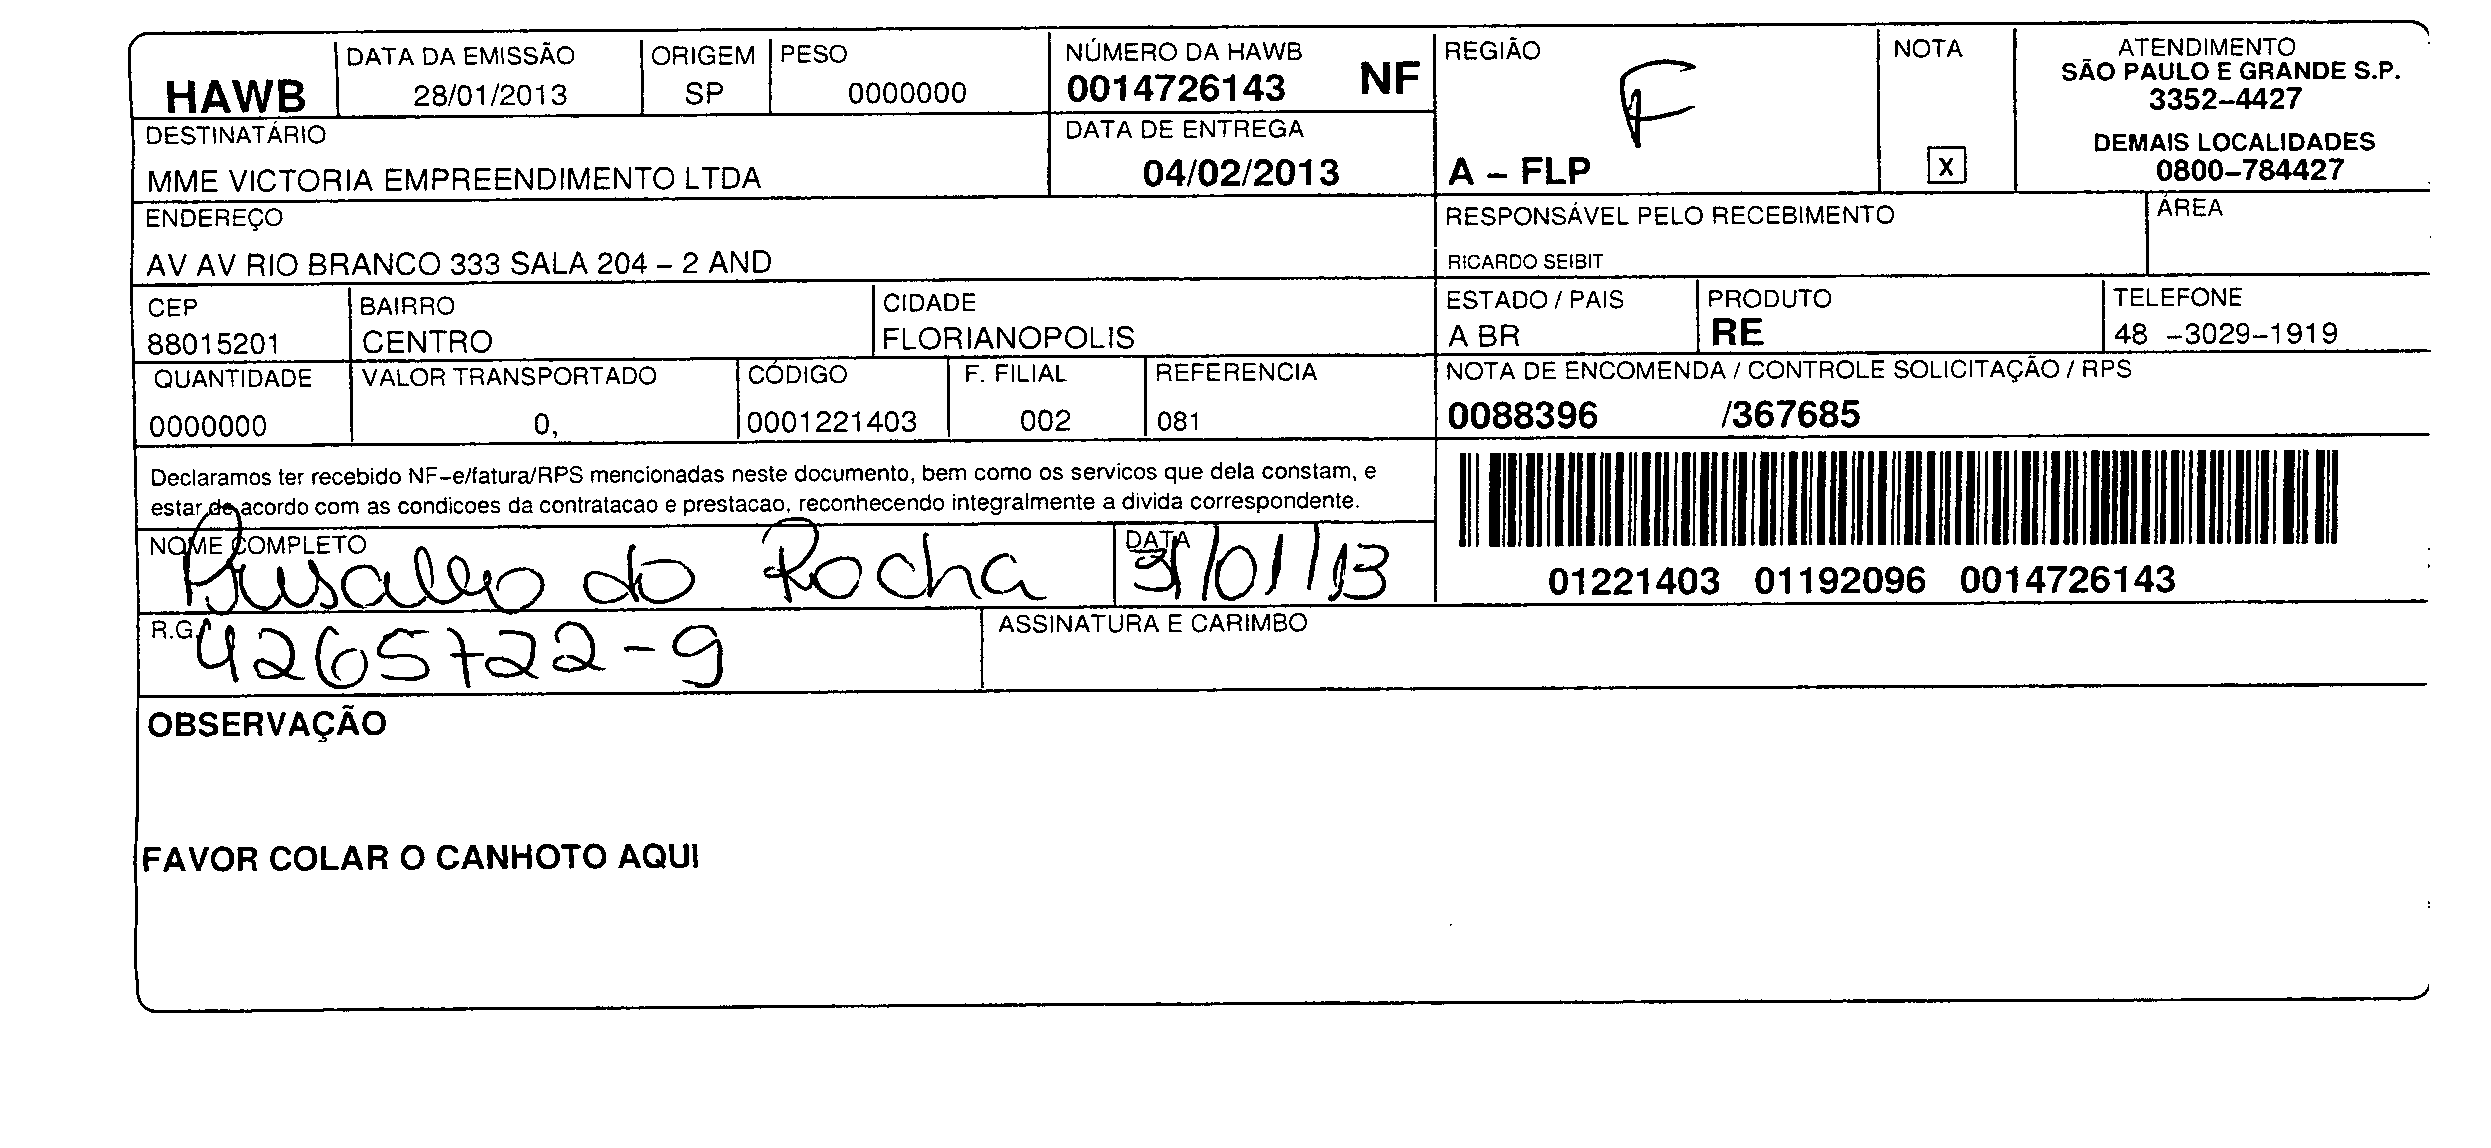 HAWB
DATA DA EMISSÃO
28/01/2013
ORIGEM
SP
PESO
0000000
NÚMERO DA HAWB
0014726143 NF
REGIÃO
F
A – FLP
NOTA
X
ATENDIMENTO
SÃO PAULO E GRANDE S.P.
3352–4427
DEMAIS LOCALIDADES
0800–784427
DESTINATÁRIO
MME VICTORIA EMPREENDIMENTO LTDA
DATA DE ENTREGA
04/02/2013
ENDEREÇO
AV AV RIO BRANCO 333 SALA 204 – 2 AND
RESPONSÁVEL PELO RECEBIMENTO
RICARDO SEIBIT
ÁREA
CEP
88015201
BAIRRO
CENTRO
CIDADE
FLORIANOPOLIS
ESTADO / PAIS
A BR
PRODUTO
RE
TELEFONE
48 –3029–1919
QUANTIDADE
0000000
VALOR TRANSPORTADO
0,
CÓDIGO
0001221403
F. FILIAL
002
REFERENCIA
081
NOTA DE ENCOMENDA / CONTROLE SOLICITAÇÃO / RPS
0088396 /367685
Declaramos ter recebido NF–e/fatura/RPS mencionadas neste documento, bem como os servicos que dela constam, e
estar de acordo com as condicoes da contratacao e prestacao, reconhecendo integralmente a divida correspondente.
01221403 01192096 0014726143
NOME COMPLETO
do Rocha
DATA
31/01/13
R.G.
4265722-9
ASSINATURA E CARIMBO
OBSERVAÇÃO
FAVOR COLAR O CANHOTO AQUI